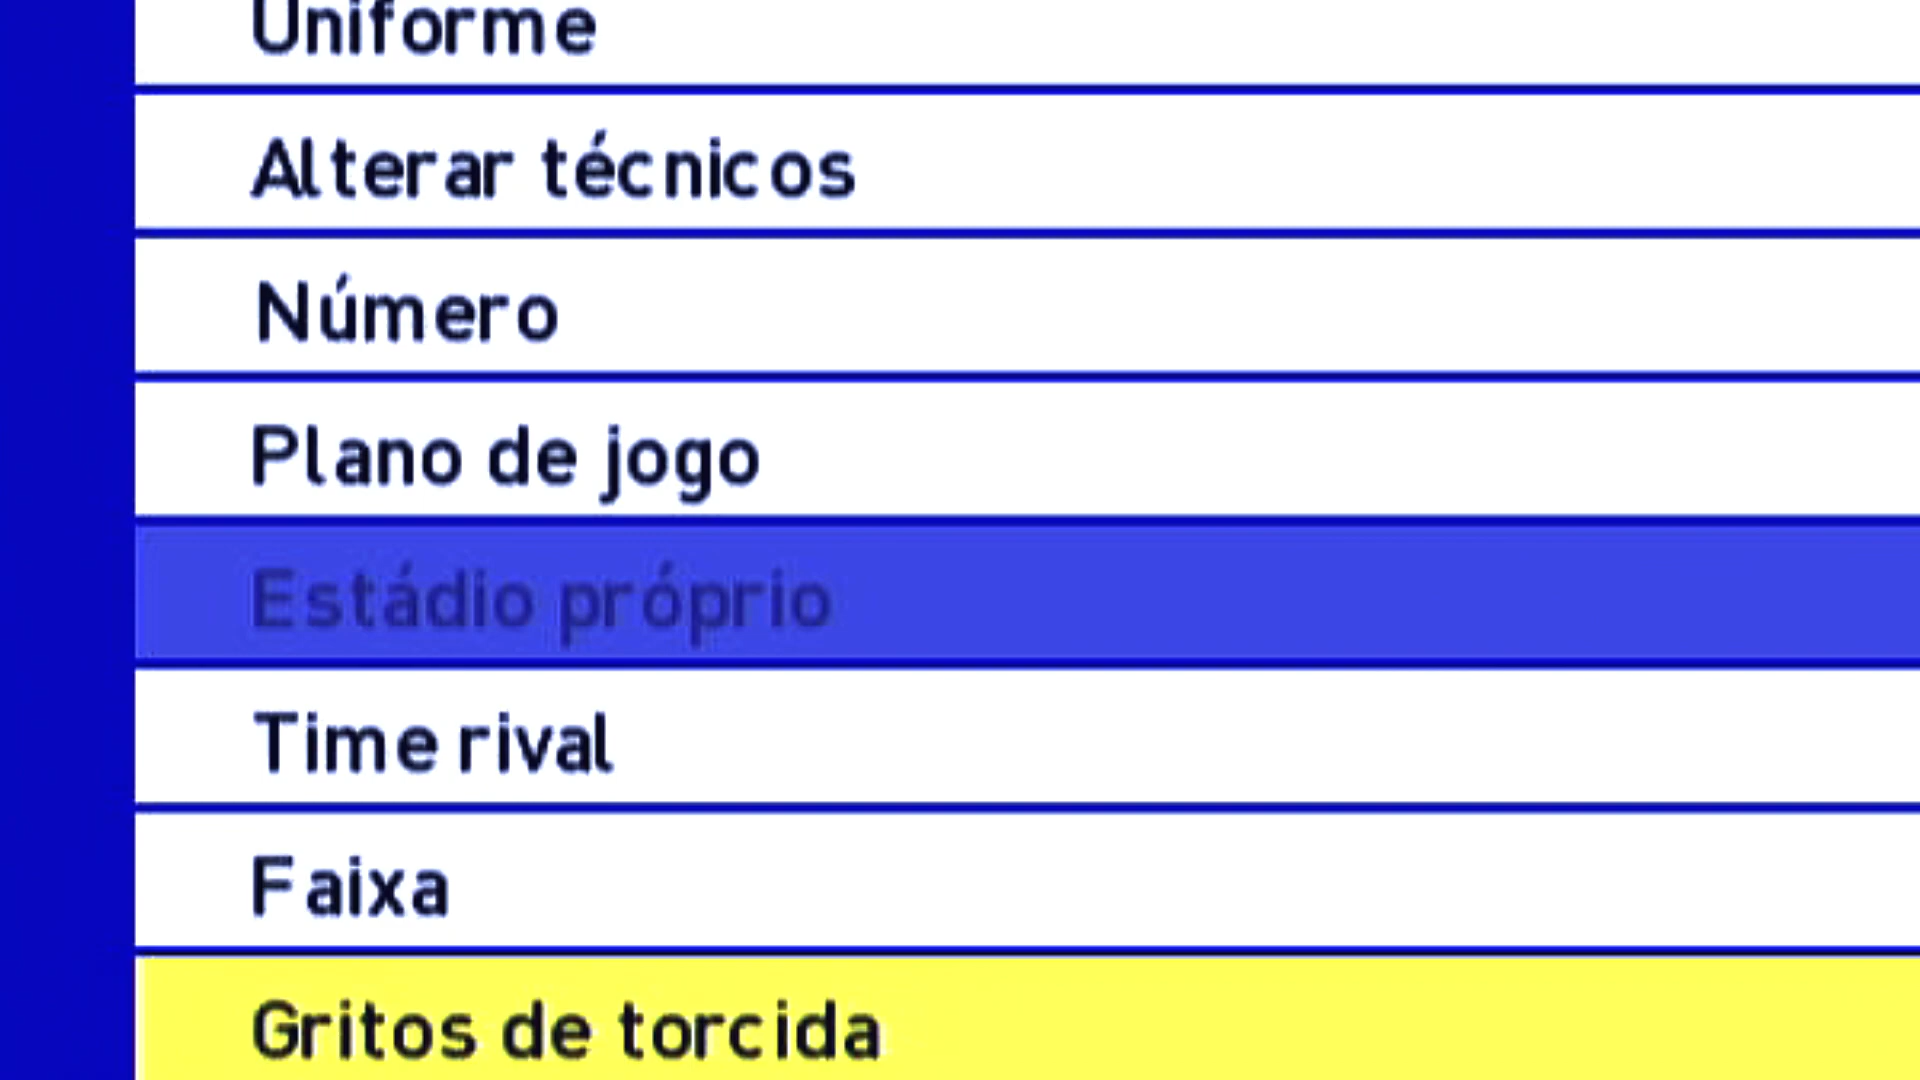 Uniforme
Alterar técnicos
Número
Plano de jogo
Estádio próprio
Time rival
Faixa
Gritos de torcida